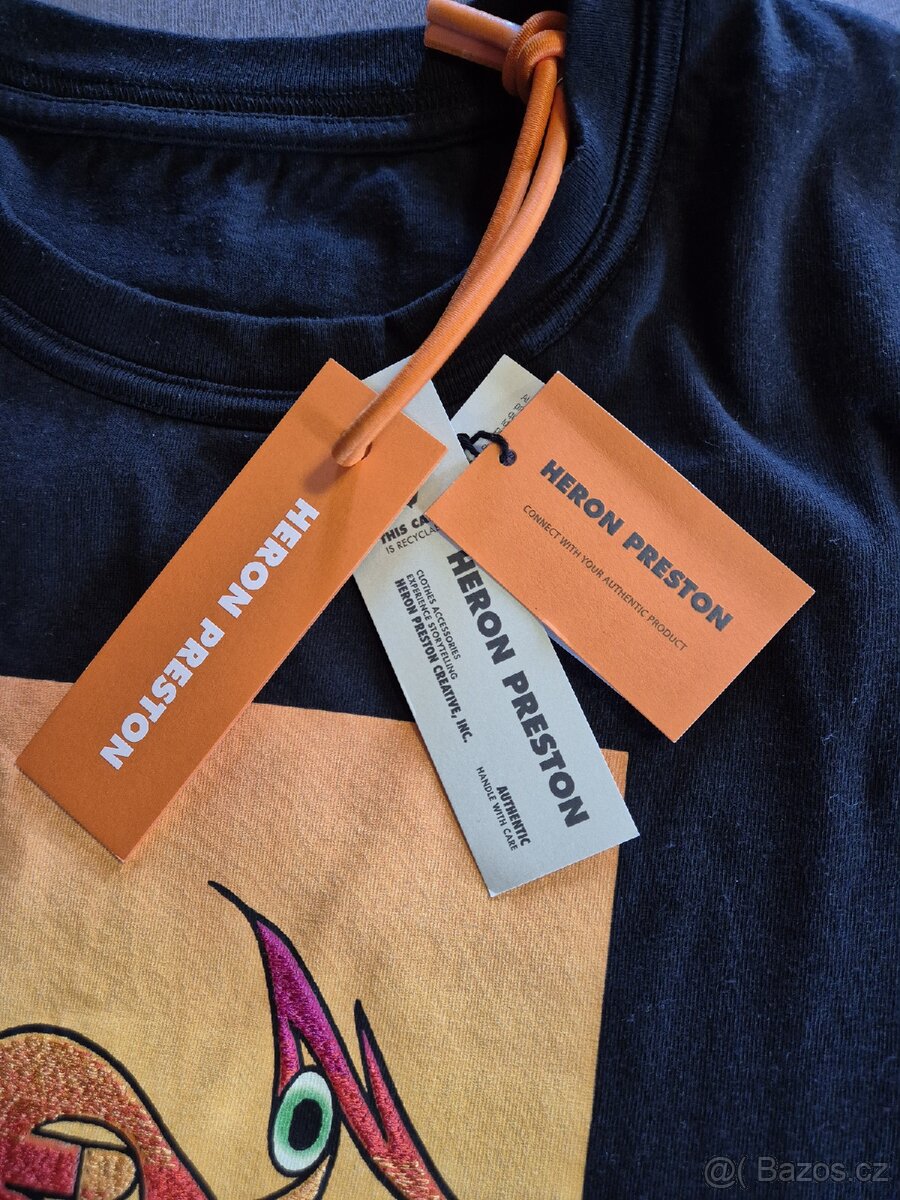 HERON PRESTON
THIS CA
IS RECYCLA
CLOTHES ACCESSORIES
EXPERIENCE STORYTELLING
HERON PRESTON CREATIVE, INC.
HERON PRESTON
AUTHENTIC
HANDLE WITH CARE
HERON PRESTON
CONNECT WITH YOUR AUTHENTIC PRODUCT
@( Bazos.cz